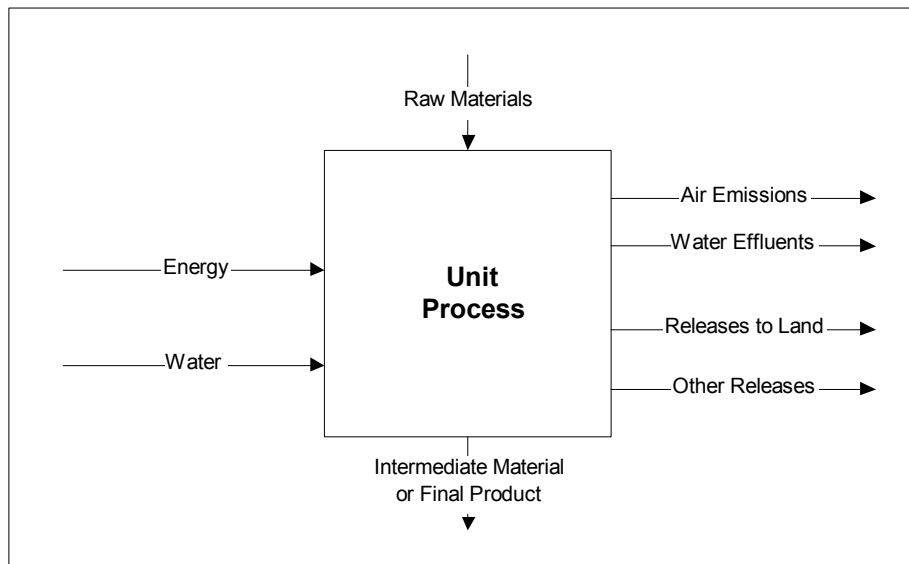 Raw Materials
Air Emissions
Water Effluents
Energy
Unit
Process
Releases to Land
Water
Other Releases
Intermediate Material
or Final Product